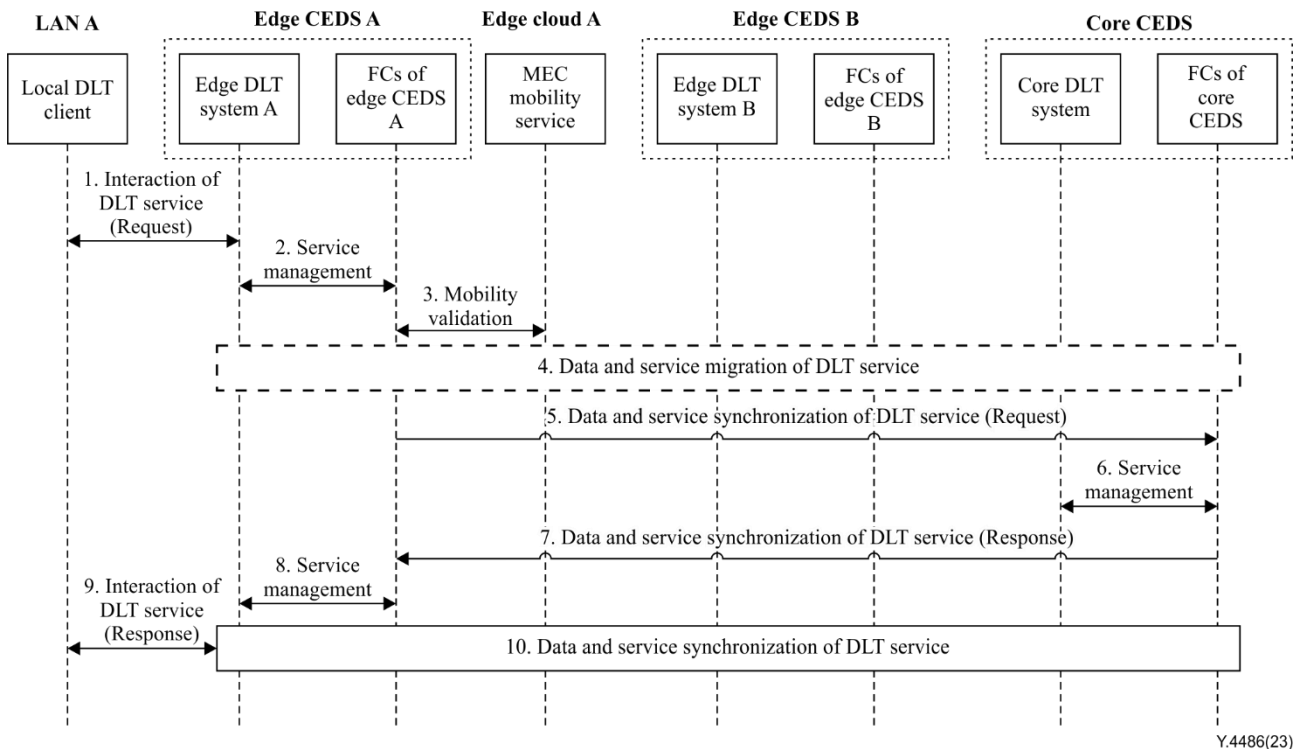 LAN A
Edge CEDS A
Edge cloud A
Edge CEDS B
Core CEDS
Local DLT
client
Edge DLT
system A
FCs of
edge CEDS
A
MEC
mobility
service
Edge DLT
system B
FCs of
edge CEDS
B
Core DLT
system
FCs of
core
CEDS
1. Interaction of
DLT service
(Request)
2. Service
management
3. Mobility
validation
4. Data and service migration of DLT service
5. Data and service synchronization of DLT service (Request)
6. Service
management
7. Data and service synchronization of DLT service (Response)
8. Service
management
9. Interaction of
DLT service
(Response)
10. Data and service synchronization of DLT service
Y.4486(23)